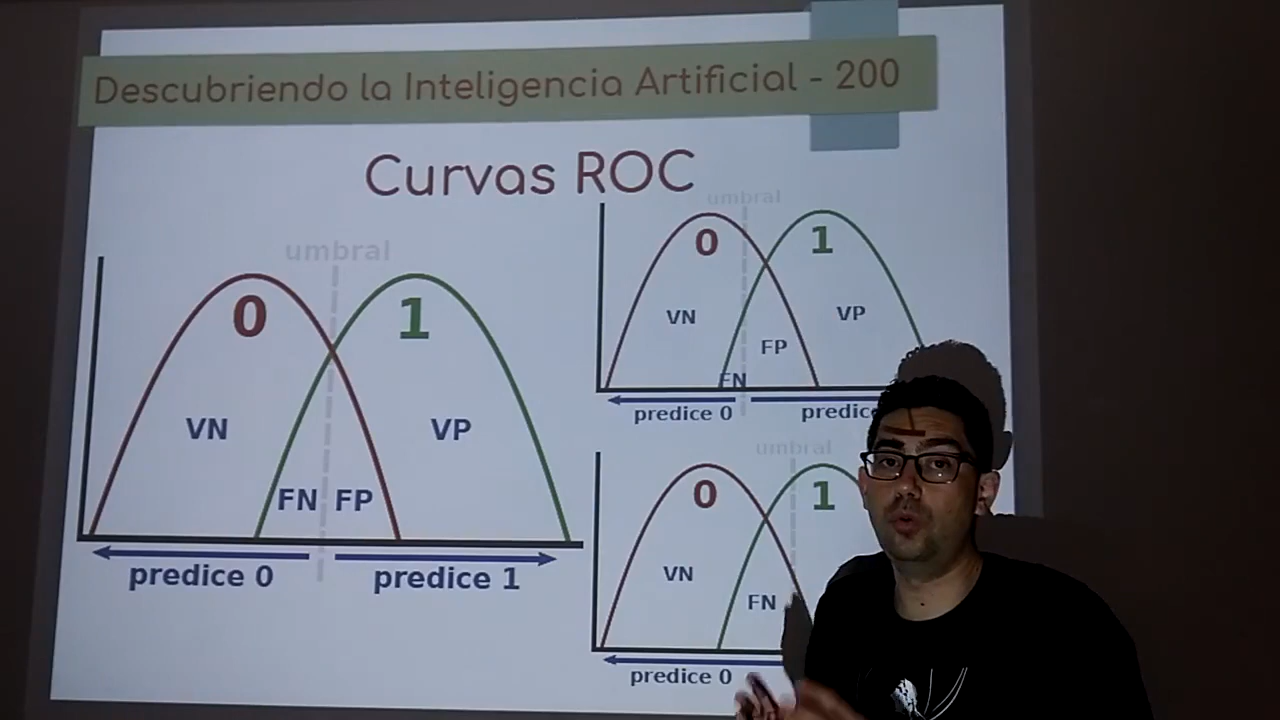 Descubriendo la Inteligencia Artificial - 200
Curvas ROC
umbral
0
1
VN
VP
FN
FP
predice 0
predice 1
umbral
0
1
VN
VP
FP
FN
predice 0
umbral
0
1
VN
FN
predice 0